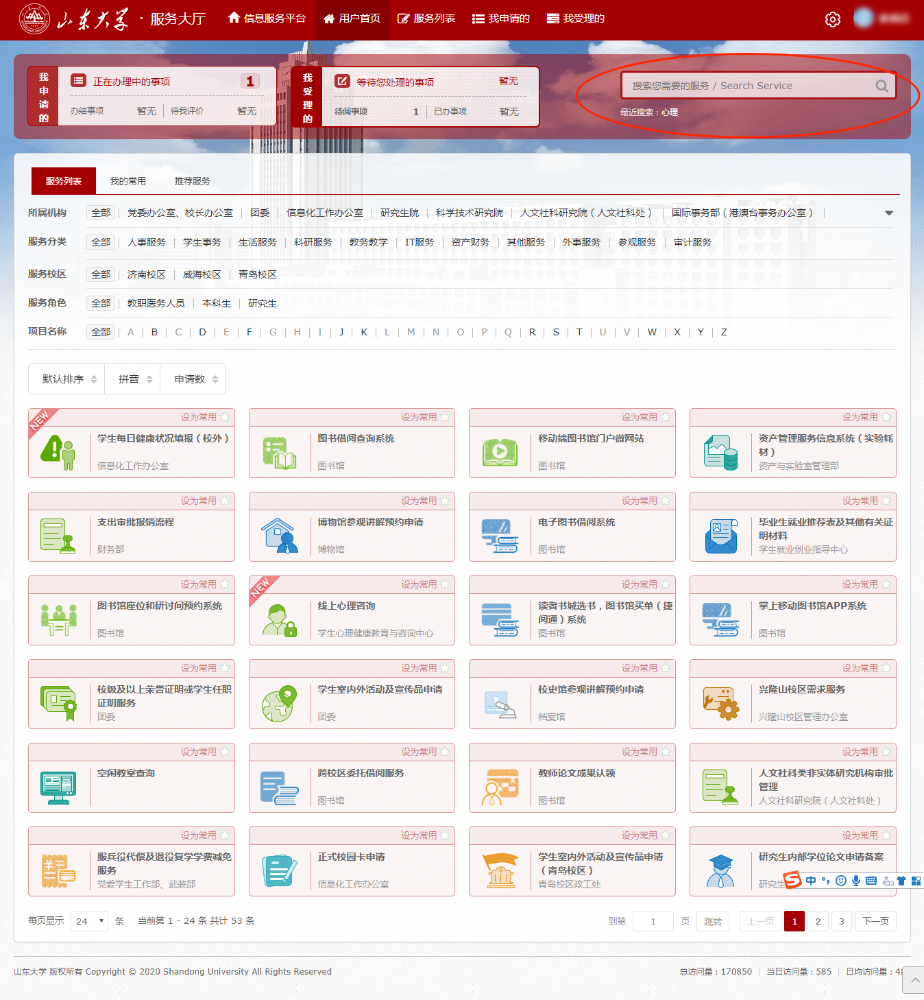 山东大学 · 服务大厅 信息服务平台 用户首页 服务列表 我申请的 我受理的
我申请的
正在办理中的事项 1
办结事项 暂无 待我评价 暂无
我受理的
等待您处理的事项 暂无
待阅事项 1 已办事项 暂无
搜索您需要的服务 / Search Service
最近搜索：心理
服务列表 我的常用 推荐服务
所属机构 全部 党委办公室、校长办公室 团委 信息化工作办公室 研究生院 科学技术研究院 人文社科研究院（人文社科处） 国际事务部（港澳台事务办公室）
服务分类 全部 人事服务 学生事务 生活服务 科研服务 教务教学 IT服务 资产财务 其他服务 外事服务 参观服务 审计服务
服务校区 全部 济南校区 威海校区 青岛校区
服务角色 全部 教职医务人员 本科生 研究生
项目名称 全部 A B C D E F G H I J K L M N O P Q R S T U V W X Y Z
默认排序 拼音 申请数
NEW 设为常用
学生每日健康状况填报（校外）
信息化工作办公室
设为常用
图书借阅查询系统
图书馆
设为常用
移动端图书馆门户微网站
图书馆
设为常用
资产管理服务信息系统（实验耗
材）
资产与实验室管理部
设为常用
支出审批报销流程
财务部
设为常用
博物馆参观讲解预约申请
博物馆
设为常用
电子图书借阅系统
图书馆
设为常用
毕业生就业推荐表及其他有关证
明材料
学生就业创业指导中心
设为常用
图书馆座位和研讨间预约系统
图书馆
NEW 设为常用
线上心理咨询
学生心理健康教育与咨询中心
设为常用
读者书城选书，图书馆买单（捷
阅通）系统
图书馆
设为常用
掌上移动图书馆APP系统
图书馆
设为常用
校级及以上荣誉证明或学生任职
证明服务
团委
设为常用
学生室内外活动及宣传品申请
团委
设为常用
校史馆参观讲解预约申请
档案馆
设为常用
兴隆山校区需求服务
兴隆山校区管理办公室
设为常用
空闲教室查询
设为常用
跨校区委托借阅服务
图书馆
设为常用
教师论文成果认领
图书馆
设为常用
人文社科类非实体研究机构审批
管理
人文社科研究院（人文社科处）
设为常用
服兵役代偿及退役复学学费减免
服务
党委学生工作部、武装部
设为常用
正式校园卡申请
信息化工作办公室
设为常用
学生室内外活动及宣传品申请
（青岛校区）
青岛校区政工处
设为常用
研究生内部学位论文申请备案
研究生
中
每页显示 24 条 当前第 1 - 24 条 共计 53 条 到第 1 页 跳转 上一页 1 2 3 下一页
山东大学 版权所有 Copyright © 2020 Shandong University All Rights Reserved 总访问量：170850 当日访问量：585 日均访问量：48